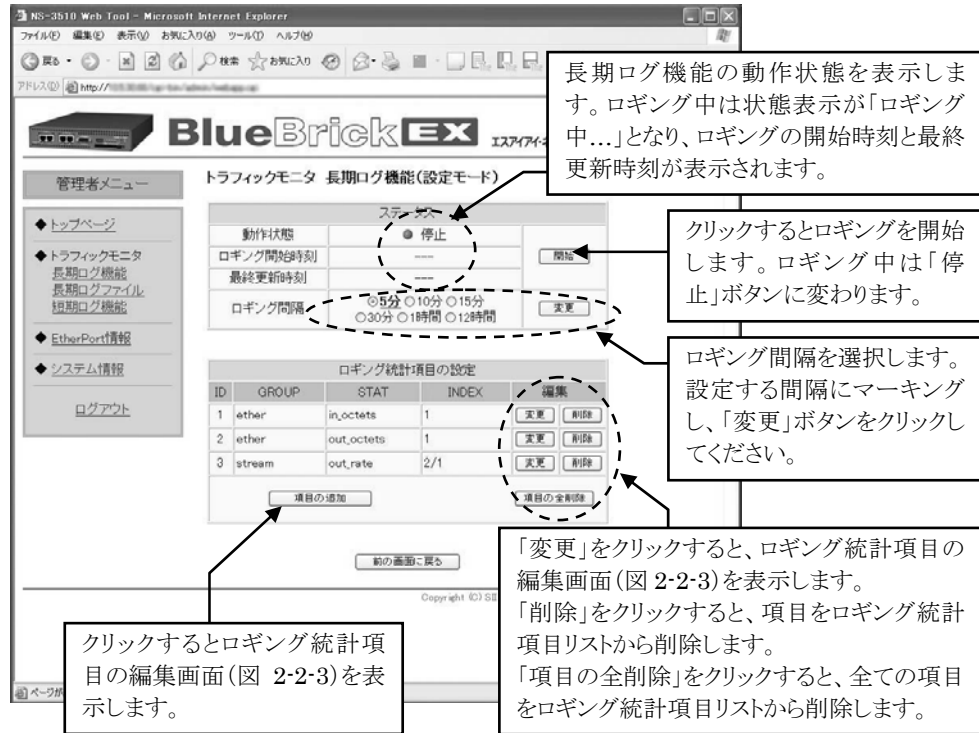 NS-3510 Web Tool - Microsoft Internet Explorer
ファイル(F) 編集(E) 表示(V) お気に入り(A) ツール(T) ヘルプ(H)
戻る 検索 お気に入り
アドレス(D) http://
長期ログ機能の動作状態を表示しま
す。ロギング中は状態表示が「ロギング
中...」となり、ロギングの開始時刻と最終
更新時刻が表示されます。
BlueBrick EX エスアイアイ・ネ
管理者メニュー
◆トップページ
◆トラフィックモニタ
長期ログ機能
長期ログファイル
短期ログ機能
◆EtherPort情報
◆システム情報
ログアウト
トラフィックモニタ 長期ログ機能(設定モード)
ステータス
動作状態 停止
ロギング開始時刻 --- 開始
最終更新時刻 ---
ロギング間隔 ◎5分 ○10分 ○15分 変更
○30分 ○1時間 ○12時間
クリックするとロギングを開始
します。ロギング中は「停
止」ボタンに変わります。
ロギング間隔を選択します。
設定する間隔にマーキング
し、「変更」ボタンをクリックし
てください。
ロギング統計項目の設定
ID GROUP STAT INDEX 編集
1 ether in_octets 1 変更 削除
2 ether out_octets 1 変更 削除
3 stream out_rate 2/1 変更 削除
項目の追加 項目の全削除
前の画面に戻る
Copyright (C) SII
「変更」をクリックすると、ロギング統計項目の
編集画面(図 2-2-3)を表示します。
「削除」をクリックすると、項目をロギング統計
項目リストから削除します。
「項目の全削除」をクリックすると、全ての項目
をロギング統計項目リストから削除します。
クリックするとロギング統計項
目の編集画面(図 2-2-3)を表
示します。
ページが